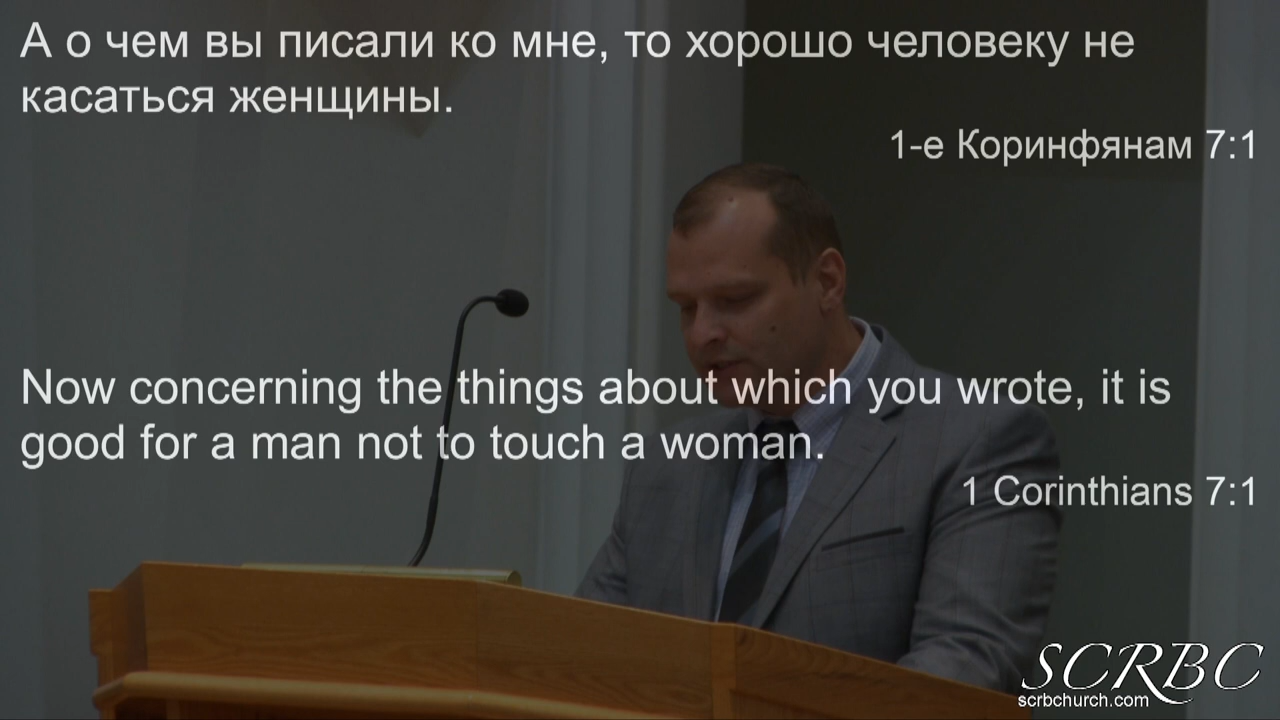 А о чем вы писали ко мне, то хорошо человеку не
касаться женщины.
1-е Коринфянам 7:1
Now concerning the things about which you wrote, it is
good for a man not to touch a woman.
1 Corinthians 7:1
SCRBC
scrbchurch.com